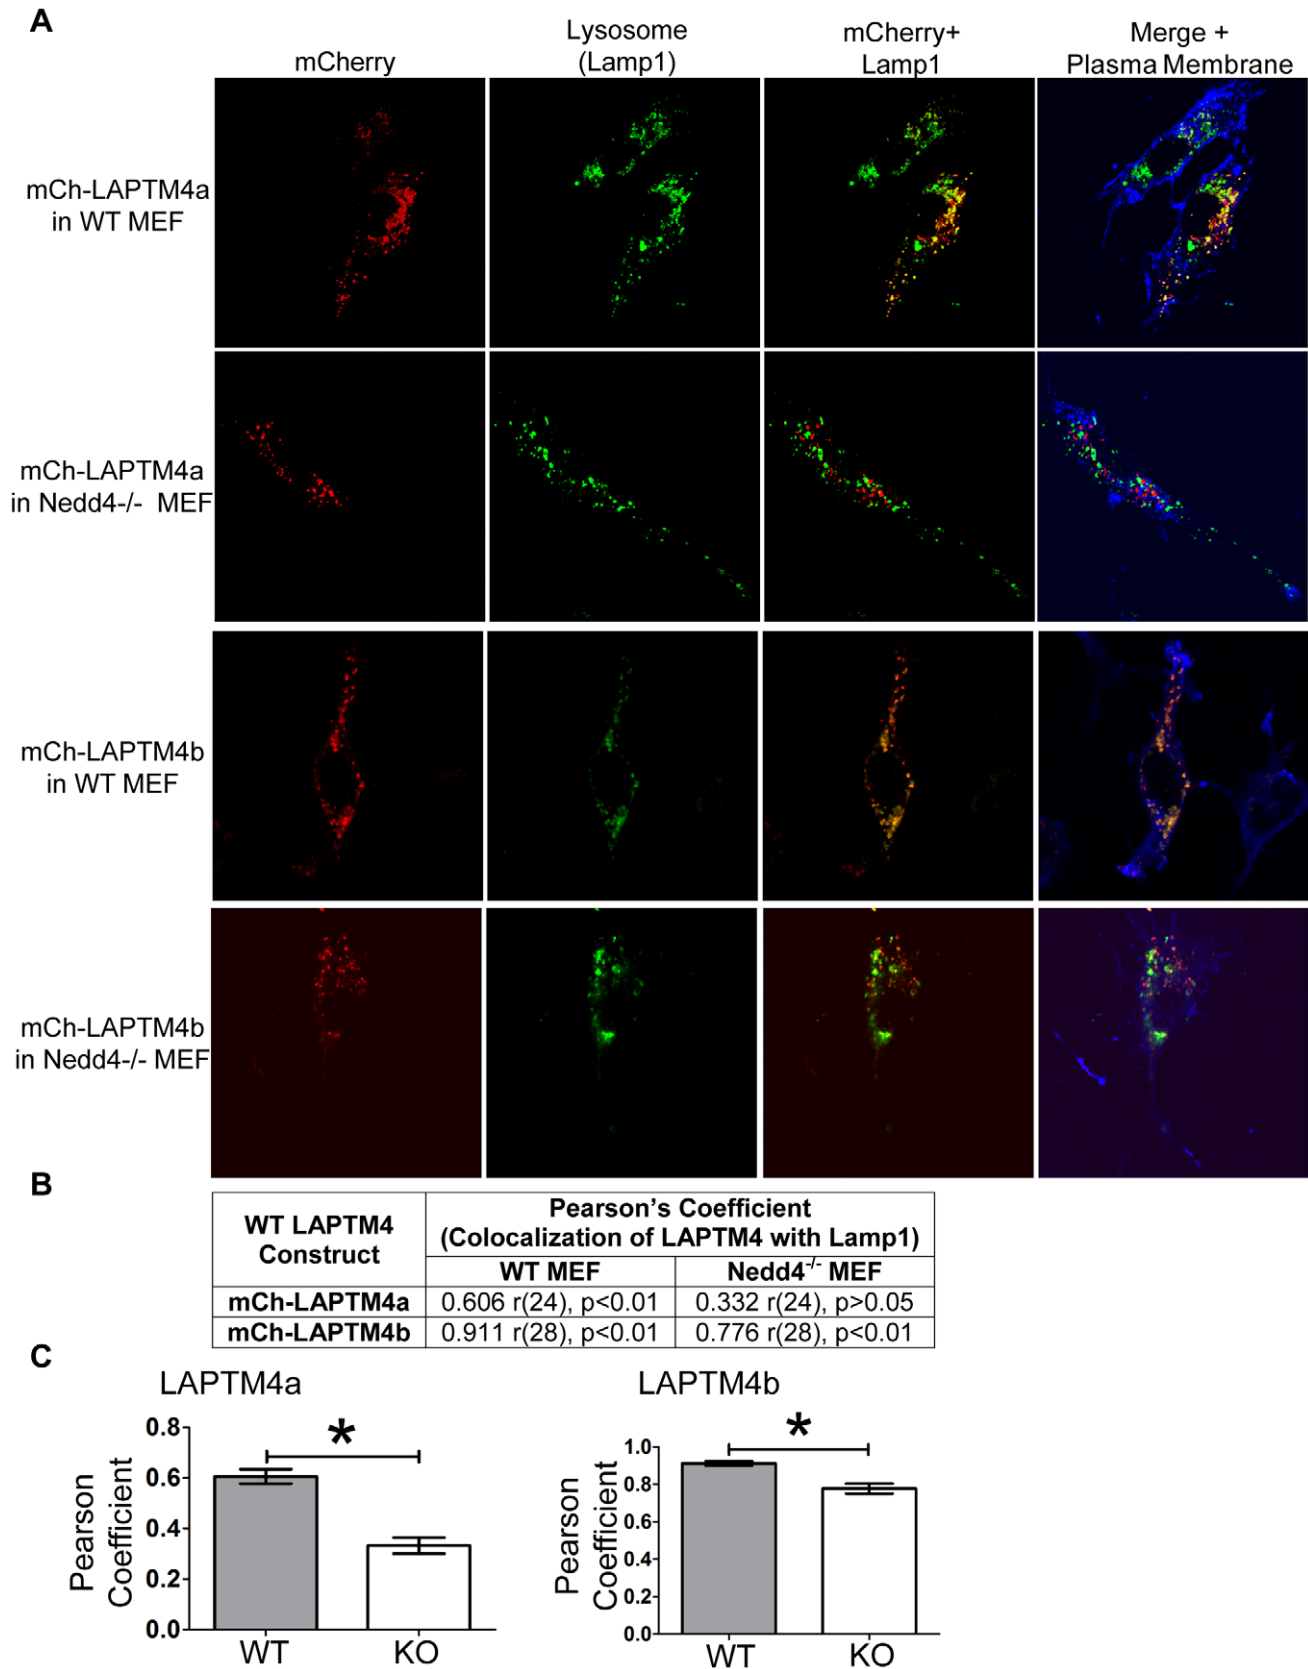 A
mCherry
Lysosome
(Lamp1)
mCherry+
Lamp1
Merge +
Plasma Membrane
mCh-LAPTM4a
in WT MEF
mCh-LAPTM4a
in Nedd4-/- MEF
mCh-LAPTM4b
in WT MEF
mCh-LAPTM4b
in Nedd4-/- MEF
B
WT LAPTM4
Construct
Pearson's Coefficient
(Colocalization of LAPTM4 with Lamp1)
WT MEF
Nedd4-/- MEF
mCh-LAPTM4a
0.606 r(24), p<0.01
0.332 r(24), p>0.05
mCh-LAPTM4b
0.911 r(28), p<0.01
0.776 r(28), p<0.01
C
LAPTM4a
Pearson
Coefficient
0.8
0.6
0.4
0.2
0.0
*
WT
KO
LAPTM4b
Pearson
Coefficient
1.0
0.8
0.6
0.4
0.2
0.0
*
WT
KO